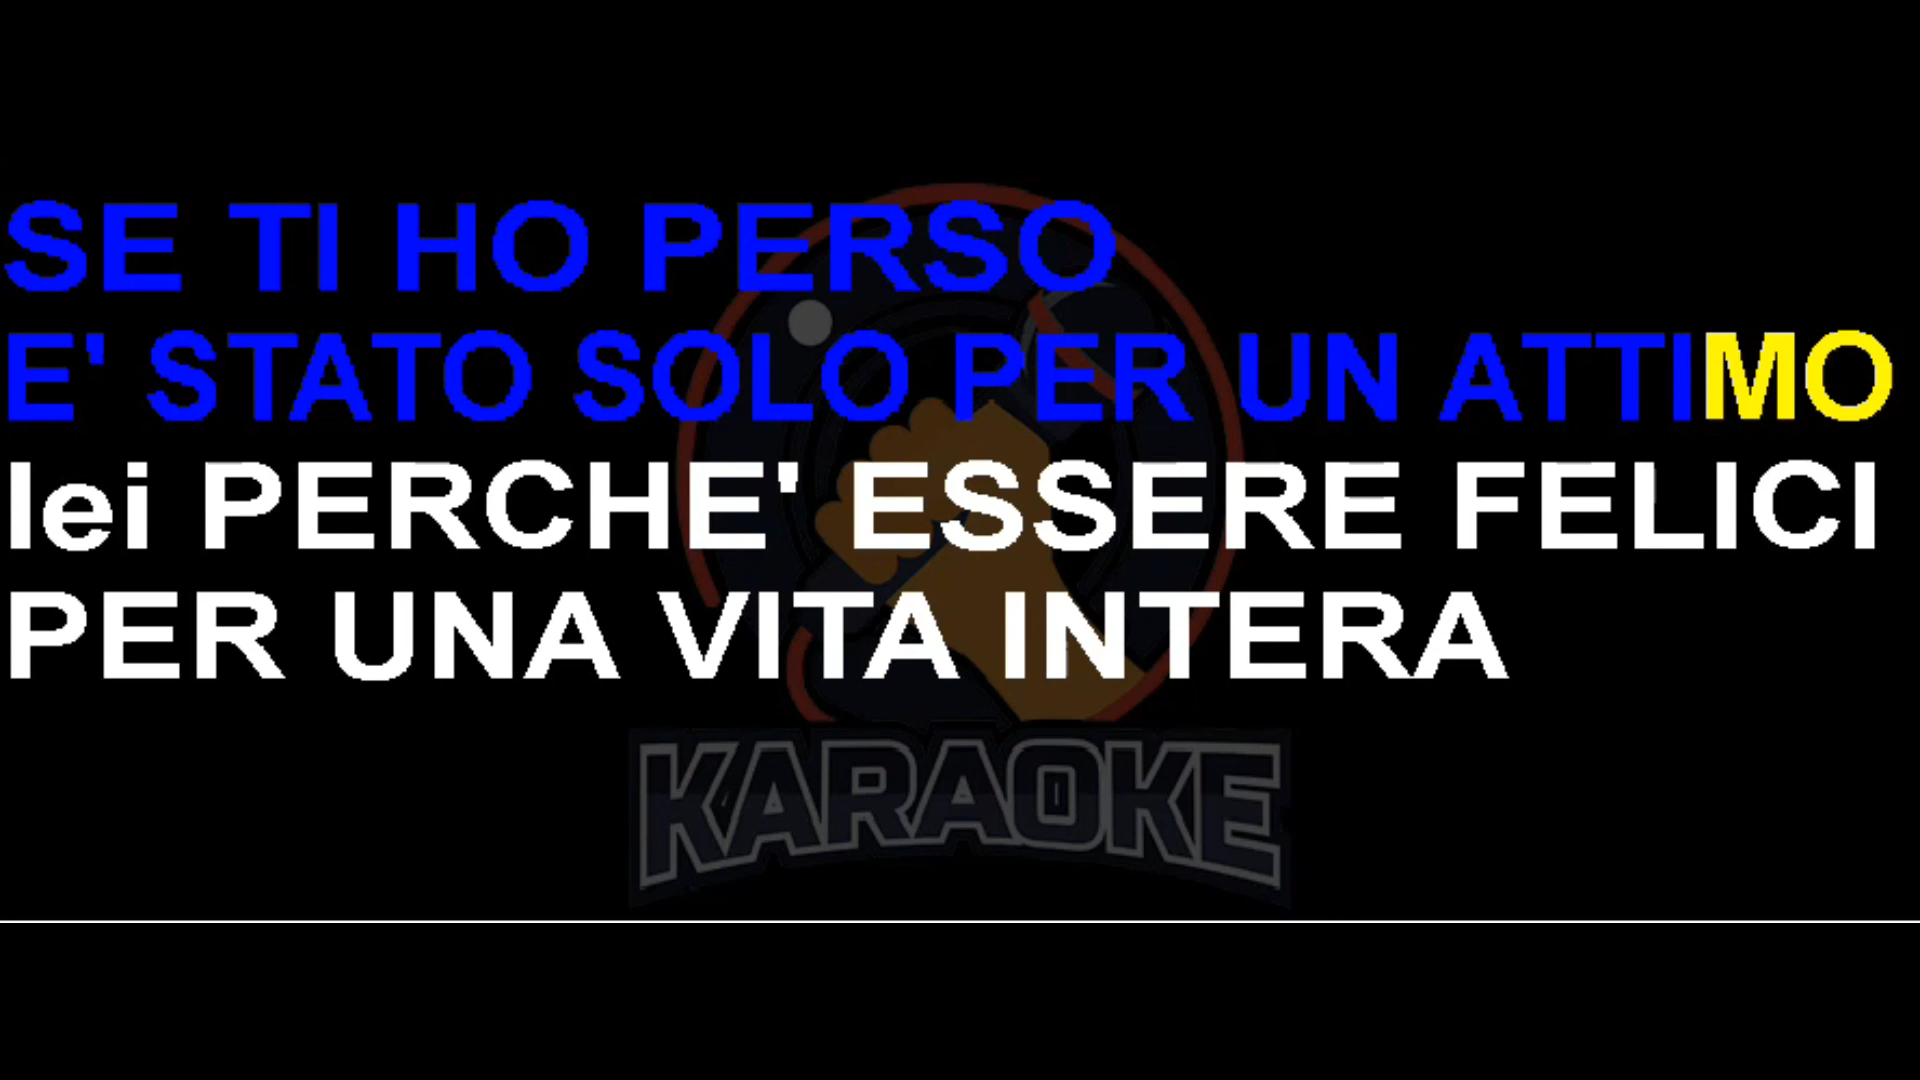 SE TI HO PERSO
E' STATO SOLO PER UN ATTIMO
lei PERCHE' ESSERE FELICI
PER UNA VITA INTERA
KARAOKE